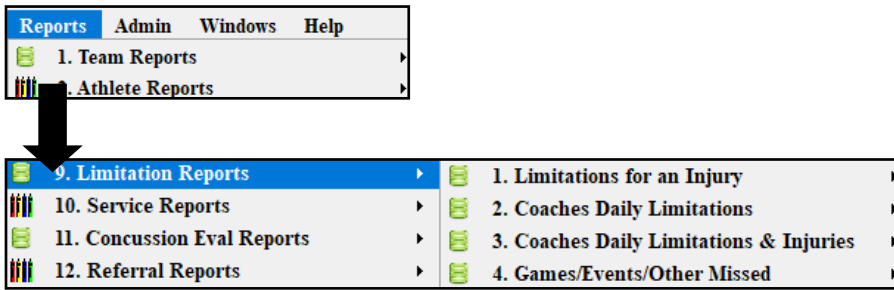 Reports Admin Windows Help
1. Team Reports
. Athlete Reports
9. Limitation Reports
10. Service Reports
11. Concussion Eval Reports
12. Referral Reports
1. Limitations for an Injury
2. Coaches Daily Limitations
3. Coaches Daily Limitations & Injuries
4. Games/Events/Other Missed